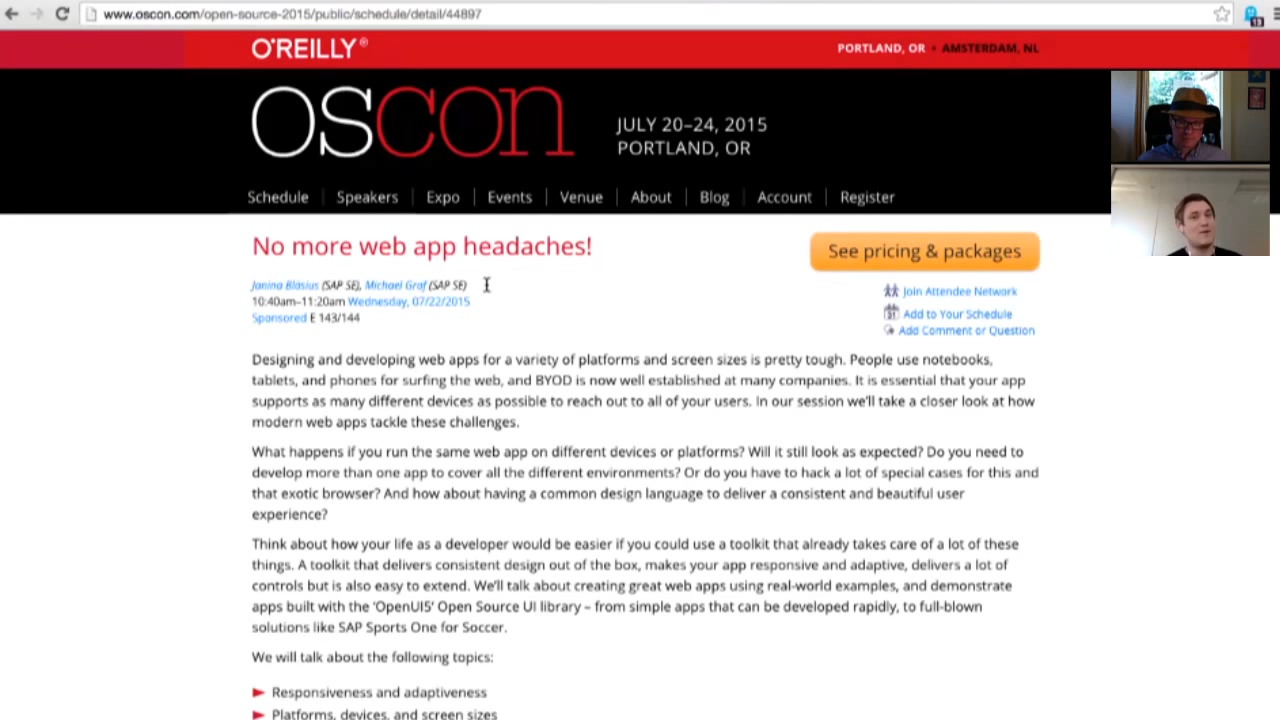 www.oscon.com/open-source-2015/public/schedule/detail/44897
13
O'REILLY®
PORTLAND, OR • AMSTERDAM, NL
OSCON
JULY 20–24, 2015
PORTLAND, OR
Schedule | Speakers | Expo | Events | Venue | About | Blog | Account | Register
No more web app headaches!
See pricing & packages
Janina Blasius (SAP SE), Michael Graf (SAP SE)
10:40am–11:20am Wednesday, 07/22/2015
Sponsored E 143/144
Join Attendee Network
31 Add to Your Schedule
Add Comment or Question
Designing and developing web apps for a variety of platforms and screen sizes is pretty tough. People use notebooks,
tablets, and phones for surfing the web, and BYOD is now well established at many companies. It is essential that your app
supports as many different devices as possible to reach out to all of your users. In our session we'll take a closer look at how
modern web apps tackle these challenges.
What happens if you run the same web app on different devices or platforms? Will it still look as expected? Do you need to
develop more than one app to cover all the different environments? Or do you have to hack a lot of special cases for this and
that exotic browser? And how about having a common design language to deliver a consistent and beautiful user
experience?
Think about how your life as a developer would be easier if you could use a toolkit that already takes care of a lot of these
things. A toolkit that delivers consistent design out of the box, makes your app responsive and adaptive, delivers a lot of
controls but is also easy to extend. We'll talk about creating great web apps using real-world examples, and demonstrate
apps built with the 'OpenUI5' Open Source UI library – from simple apps that can be developed rapidly, to full-blown
solutions like SAP Sports One for Soccer.
We will talk about the following topics:
Responsiveness and adaptiveness
Platforms, devices, and screen sizes